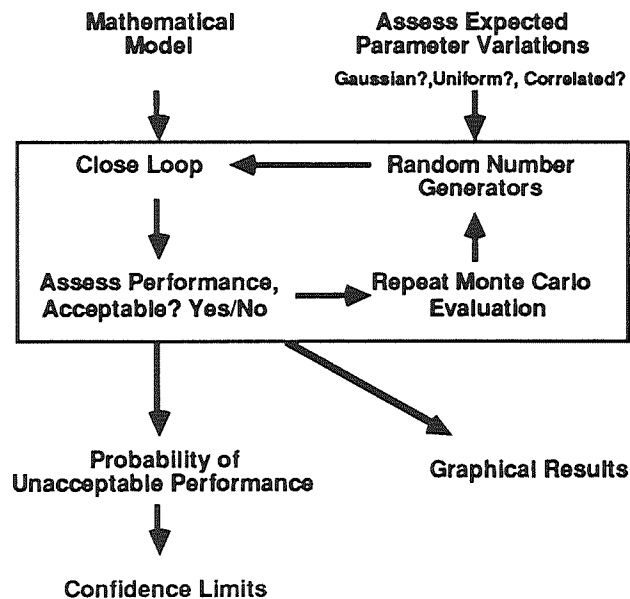 Mathematical
Model
Assess Expected
Parameter Variations
Gaussian?,Uniform?, Correlated?
Close Loop
Random Number
Generators
Assess Performance,
Acceptable? Yes/No
Repeat Monte Carlo
Evaluation
Probability of
Unacceptable Performance
Graphical Results
Confidence Limits